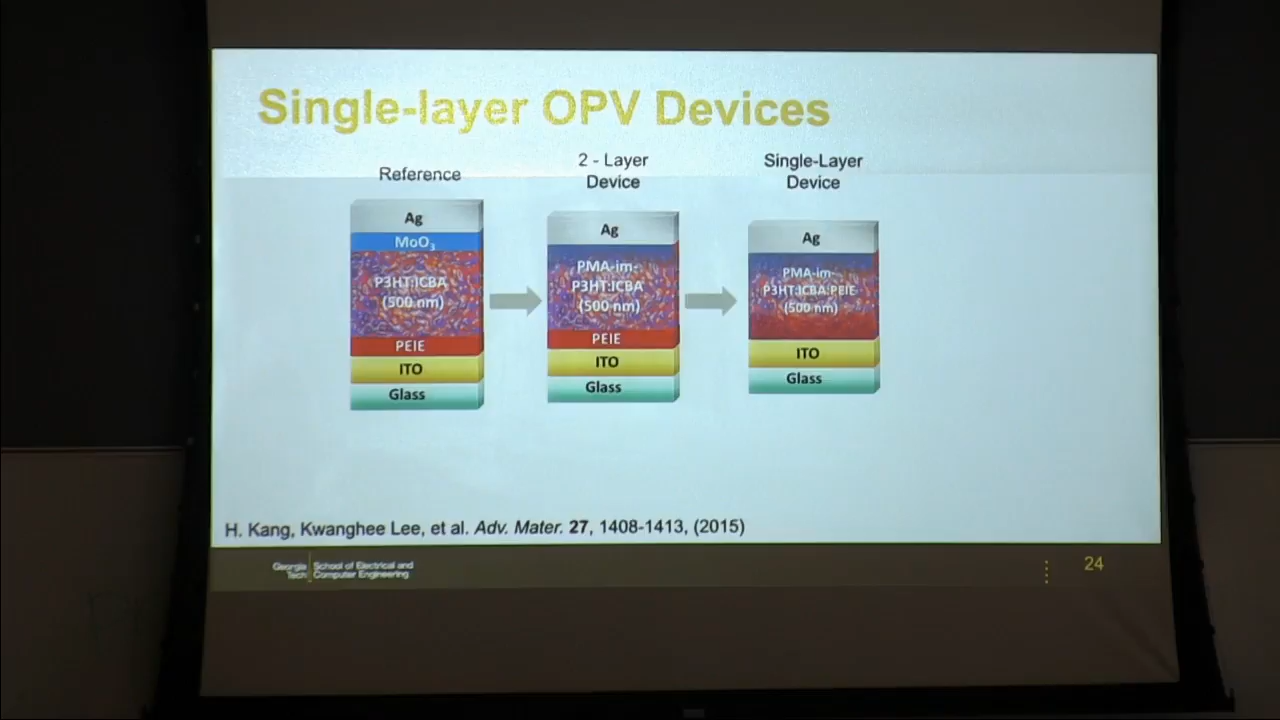 Single-layer OPV Devices
Reference
Ag
MoO₃
P3HT:ICBA
(500 nm)
PEIE
ITO
Glass
2 - Layer
Device
Ag
PMA-im-
P3HT:ICBA
(500 nm)
PEIE
ITO
Glass
Single-Layer
Device
Ag
PMA-im-
P3HT:ICBA:PEIE
(500 nm)
ITO
Glass
H. Kang, Kwanghee Lee, et al. Adv. Mater. 27, 1408-1413, (2015)
Georgia
Tech
School of Electrical and
Computer Engineering
24